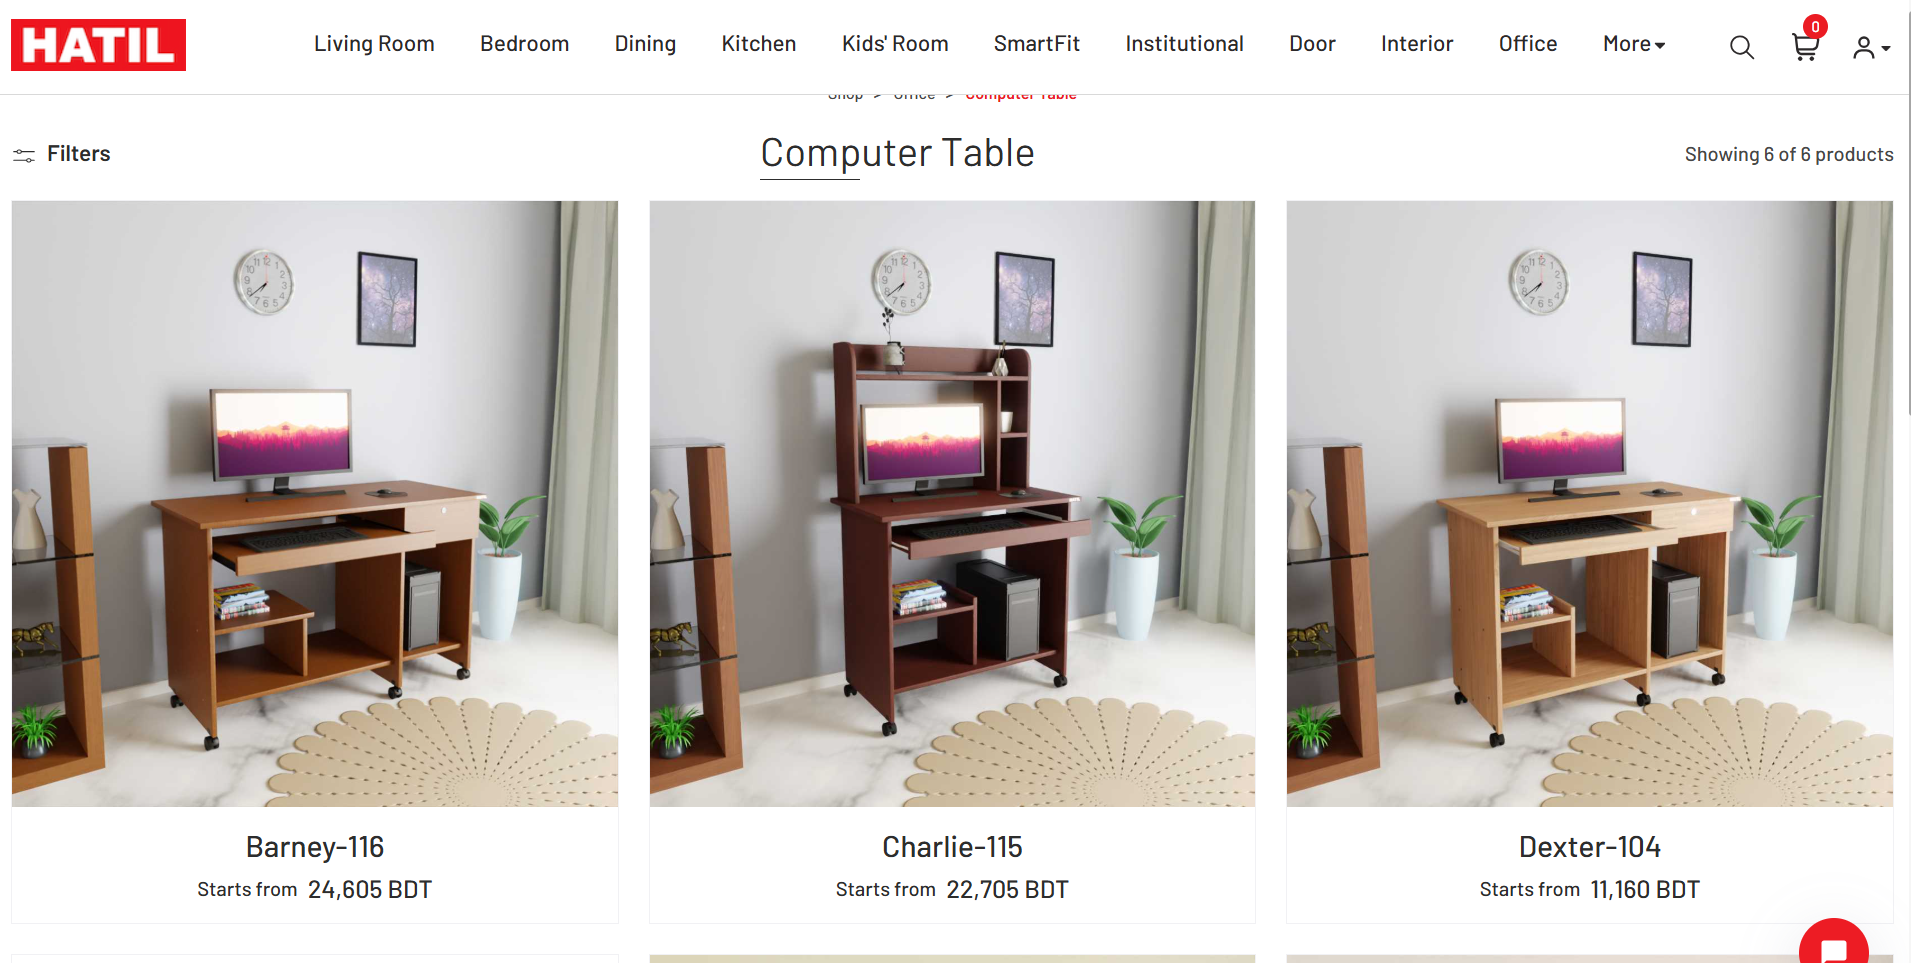 HATIL
Living Room Bedroom Dining Kitchen Kids' Room SmartFit Institutional Door Interior Office More 0
Shop > Office > Computer Table
Filters
Computer Table
Showing 6 of 6 products
Barney-116
Starts from 24,605 BDT
Charlie-115
Starts from 22,705 BDT
Dexter-104
Starts from 11,160 BDT